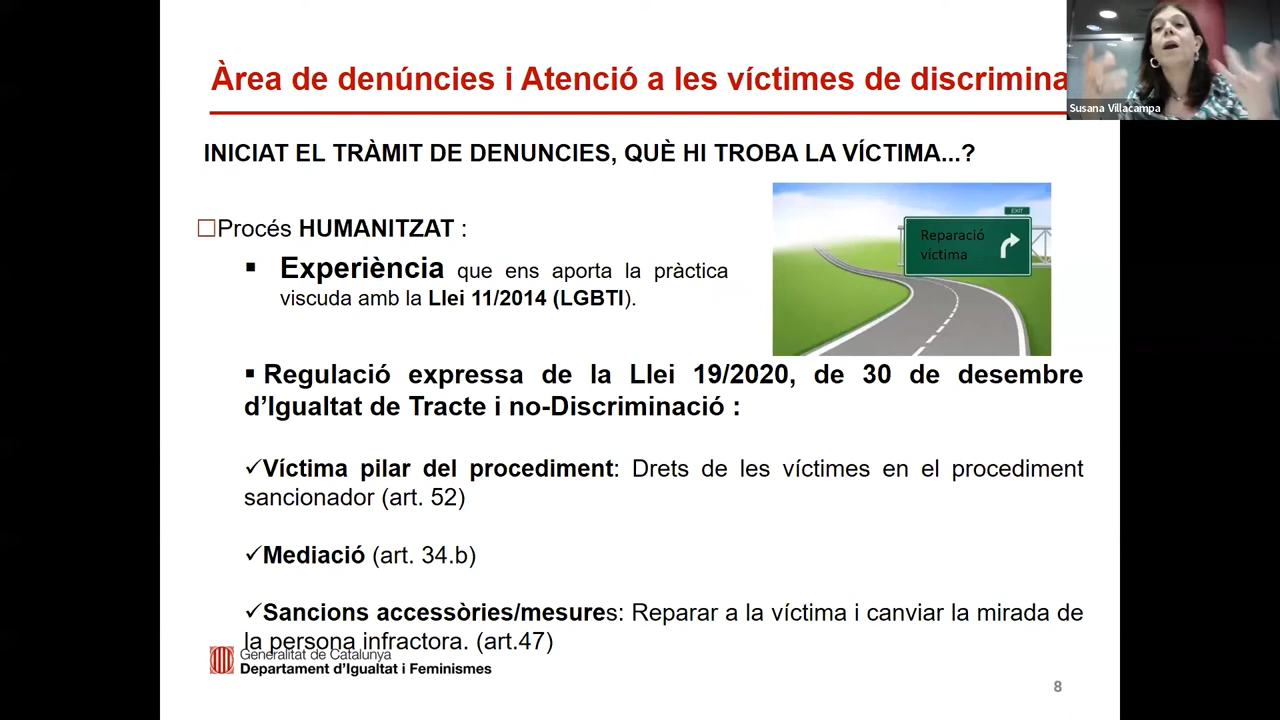 Àrea de denúncies i Atenció a les víctimes de discrimina
Susana Villacampa
INICIAT EL TRÀMIT DE DENUNCIES, QUÈ HI TROBA LA VÍCTIMA...?
Procés HUMANITZAT :
EXIT
Reparació
víctima
▪ Experiència que ens aporta la pràctica
viscuda amb la Llei 11/2014 (LGBTI).
▪ Regulació expressa de la Llei 19/2020, de 30 de desembre
d’Igualtat de Tracte i no-Discriminació :
✓Víctima pilar del procediment: Drets de les víctimes en el procediment
sancionador (art. 52)
✓Mediació (art. 34.b)
✓Sancions accessòries/mesures: Reparar a la víctima i canviar la mirada de
la persona infractora. (art.47)
Generalitat de Catalunya
Departament d’Igualtat i Feminismes
8